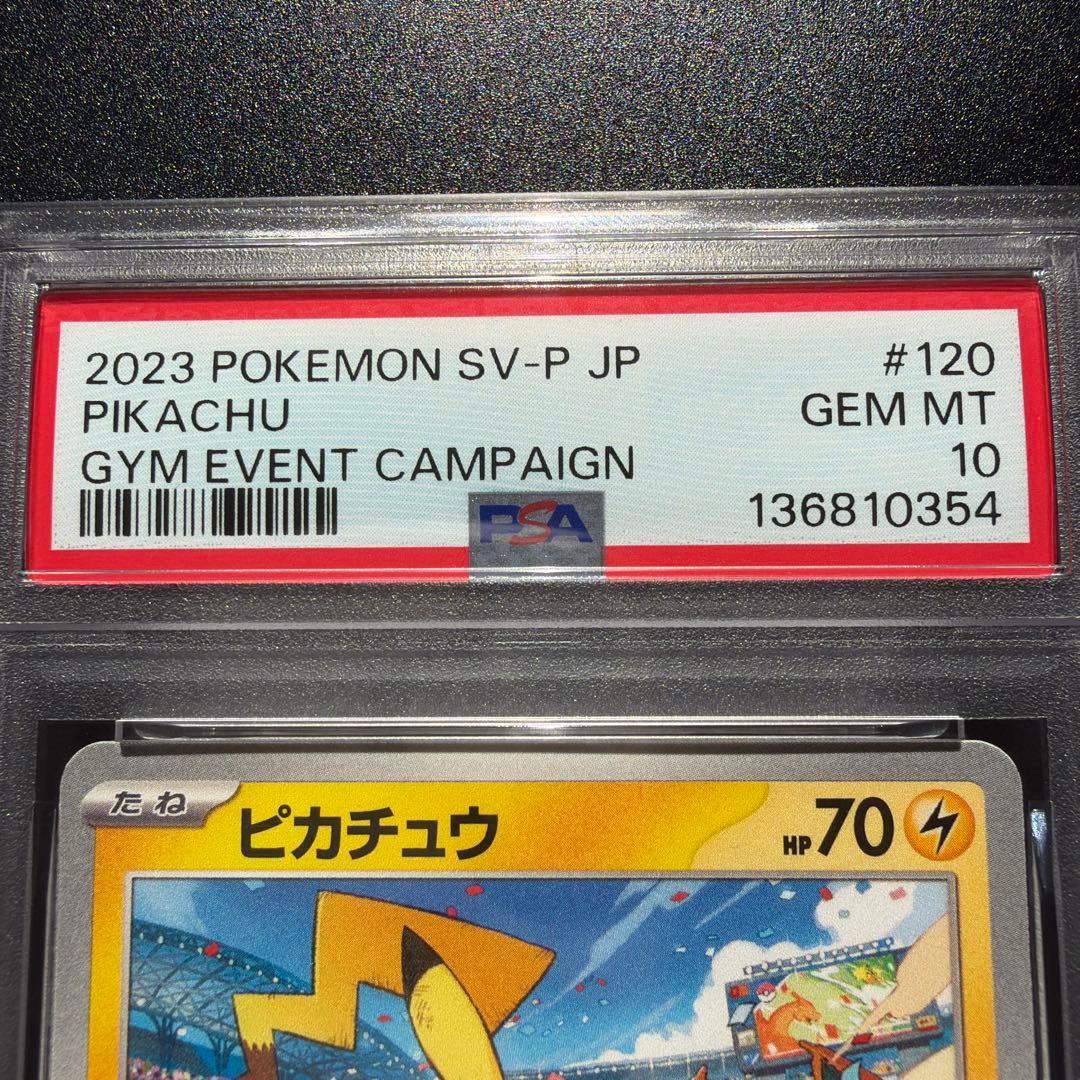 2023 POKEMON SV-P JP #120
PIKACHU GEM MT
GYM EVENT CAMPAIGN 10
PSA 136810354
たね ピカチュウ HP70